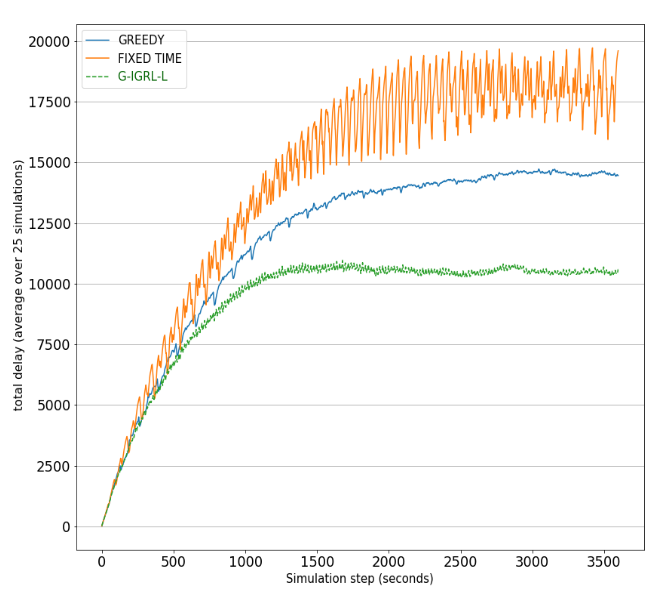 GREEDY
FIXED TIME
G-IGRL-L
20000
17500
15000
12500
10000
7500
5000
2500
0
total delay (average over 25 simulations)
0 500 1000 1500 2000 2500 3000 3500
Simulation step (seconds)